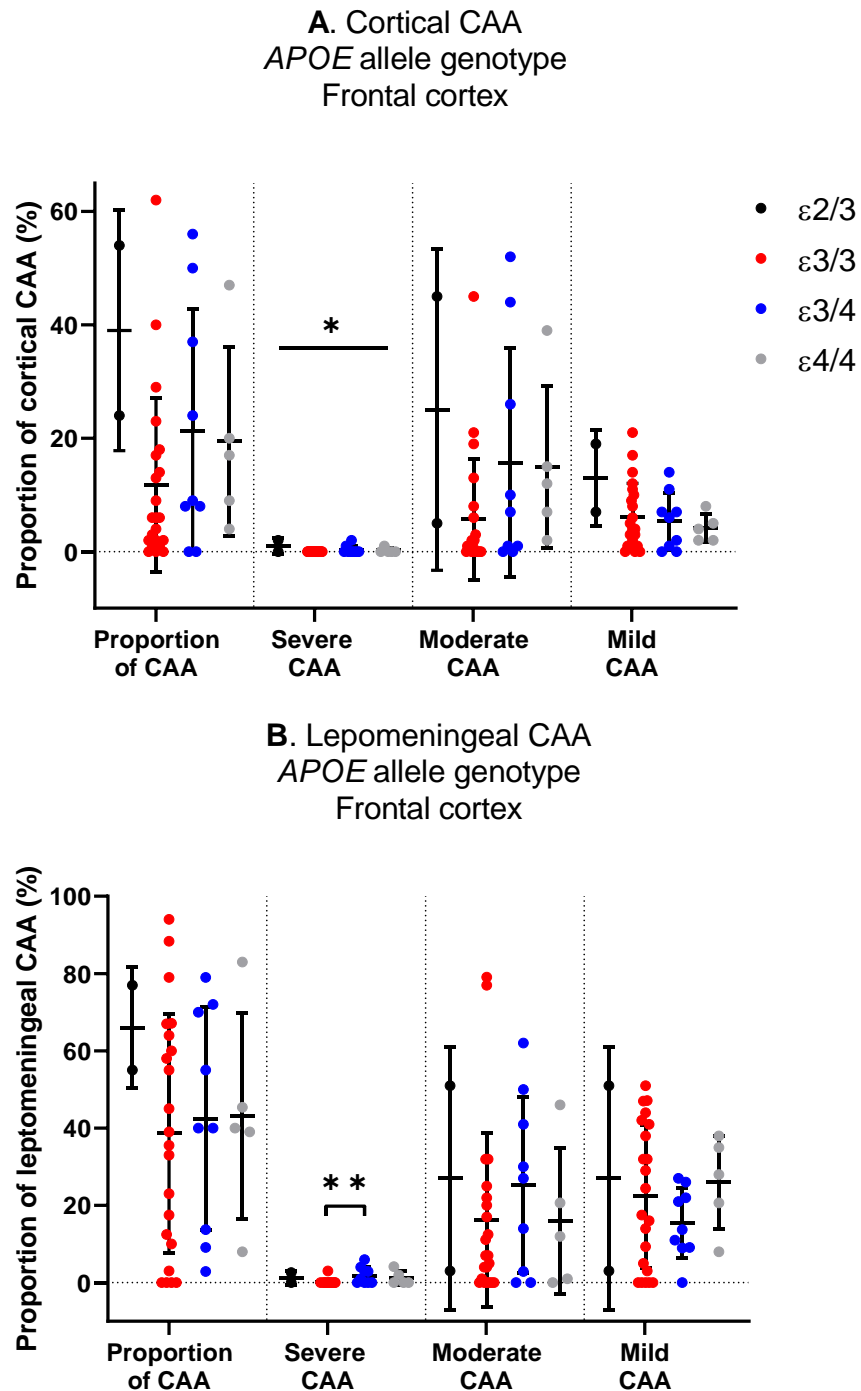 A. Cortical CAA
APOE allele genotype
Frontal cortex
Proportion of cortical CAA (%)
60
40
20
0
*
ε2/3
ε3/3
ε3/4
ε4/4
Proportion of CAA
Severe CAA
Moderate CAA
Mild CAA
B. Lepomeningeal CAA
APOE allele genotype
Frontal cortex
Proportion of leptomeningeal CAA (%)
100
80
60
40
20
0
* *
Proportion of CAA
Severe CAA
Moderate CAA
Mild CAA